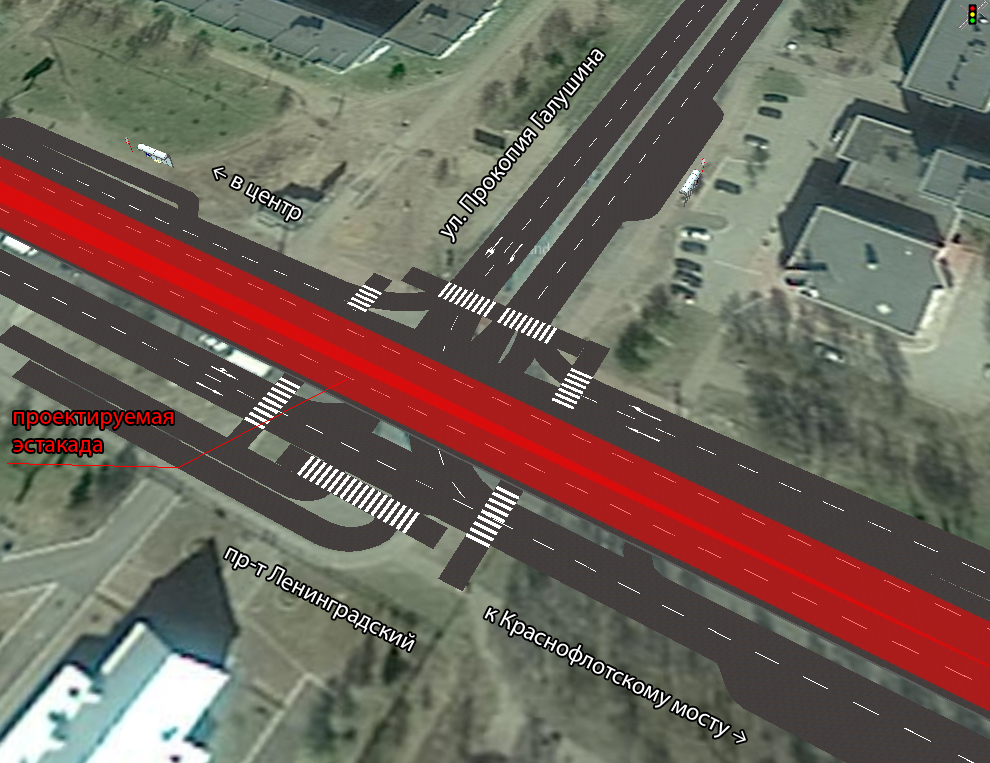 ул. Прокопия Галушина
← в центр
проектируемая
эстакада
пр-т Ленинградский
к Краснофлотскому мосту →